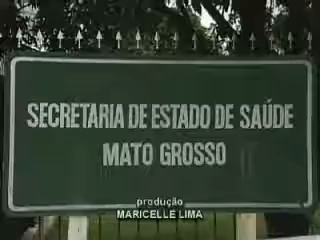 SECRETARIA DE ESTADO DE SAÚDE
MATO GROSSO
produção
MARICELLE LIMA